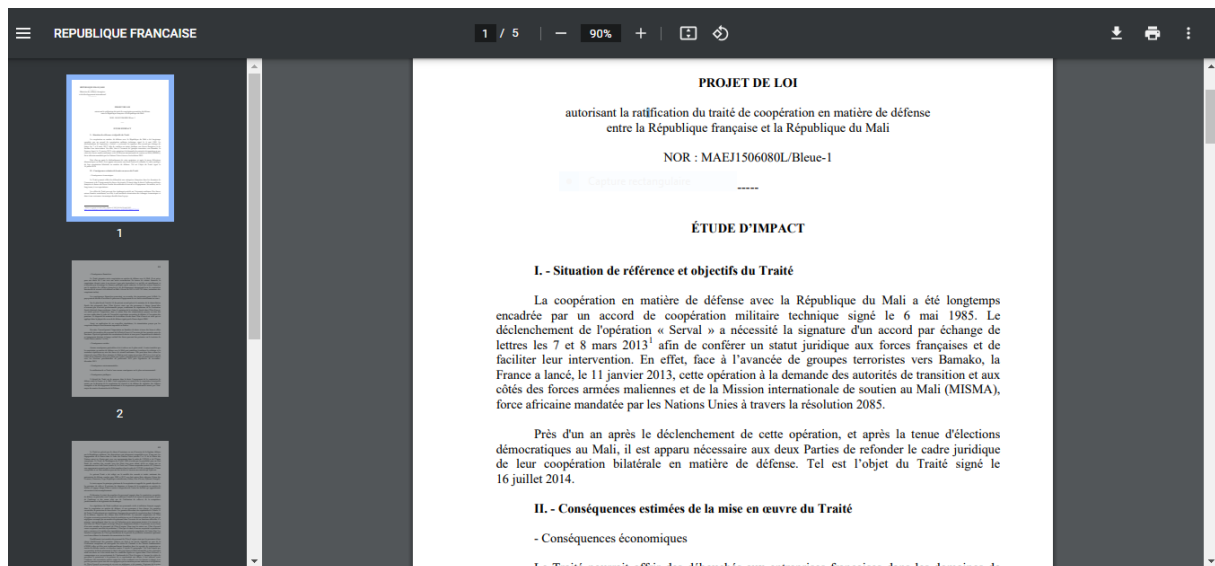 REPUBLIQUE FRANCAISE
1 / 5
90%
PROJET DE LOI
autorisant la ratification du traité de coopération en matière de défense
entre la République française et la République du Mali
NOR : MAEJ1506080L/Bleue-1
Capture rectangulaire
-----
ÉTUDE D’IMPACT
I. - Situation de référence et objectifs du Traité
La coopération en matière de défense avec la République du Mali a été longtemps
encadrée par un accord de coopération militaire technique signé le 6 mai 1985. Le
déclenchement de l'opération « Serval » a nécessité la signature d'un accord par échange de
lettres les 7 et 8 mars 2013¹ afin de conférer un statut juridique aux forces françaises et de
faciliter leur intervention. En effet, face à l’avancée de groupes terroristes vers Bamako, la
France a lancé, le 11 janvier 2013, cette opération à la demande des autorités de transition et aux
côtés des forces armées maliennes et de la Mission internationale de soutien au Mali (MISMA),
force africaine mandatée par les Nations Unies à travers la résolution 2085.
Près d'un an après le déclenchement de cette opération, et après la tenue d'élections
démocratiques au Mali, il est apparu nécessaire aux deux Parties de refonder le cadre juridique
de leur coopération bilatérale en matière de défense. Tel est l’objet du Traité signé le
16 juillet 2014.
II. - Conséquences estimées de la mise en œuvre du Traité
- Conséquences économiques
1
2